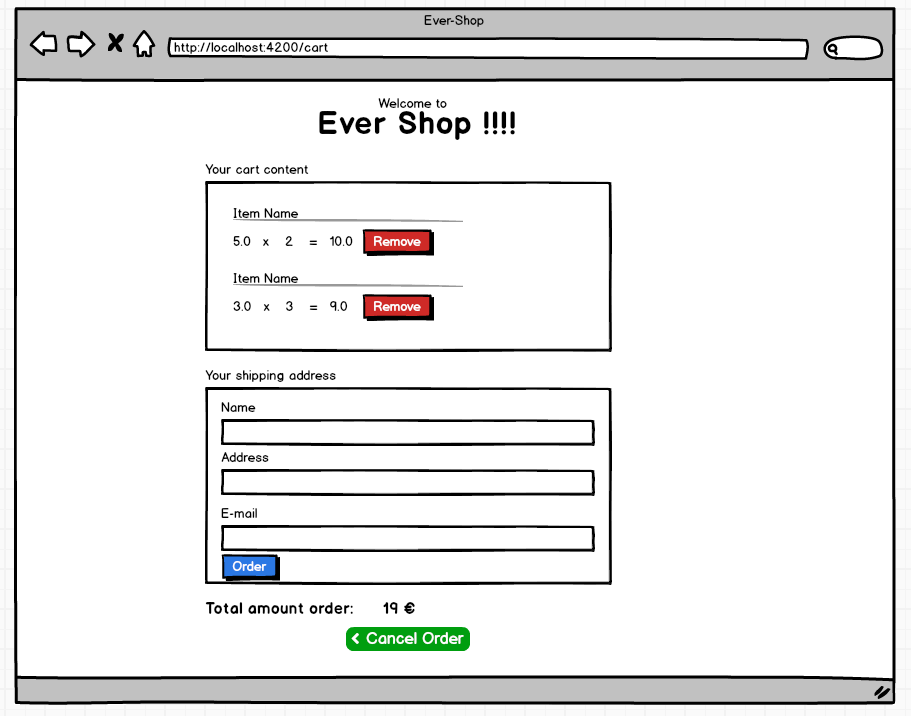 Ever-Shop
http://localhost:4200/cart
Welcome to
Ever Shop !!!!
Your cart content
Item Name
5.0 x 2 = 10.0 Remove
Item Name
3.0 x 3 = 9.0 Remove
Your shipping address
Name
Address
E-mail
Order
Total amount order: 19 €
Cancel Order